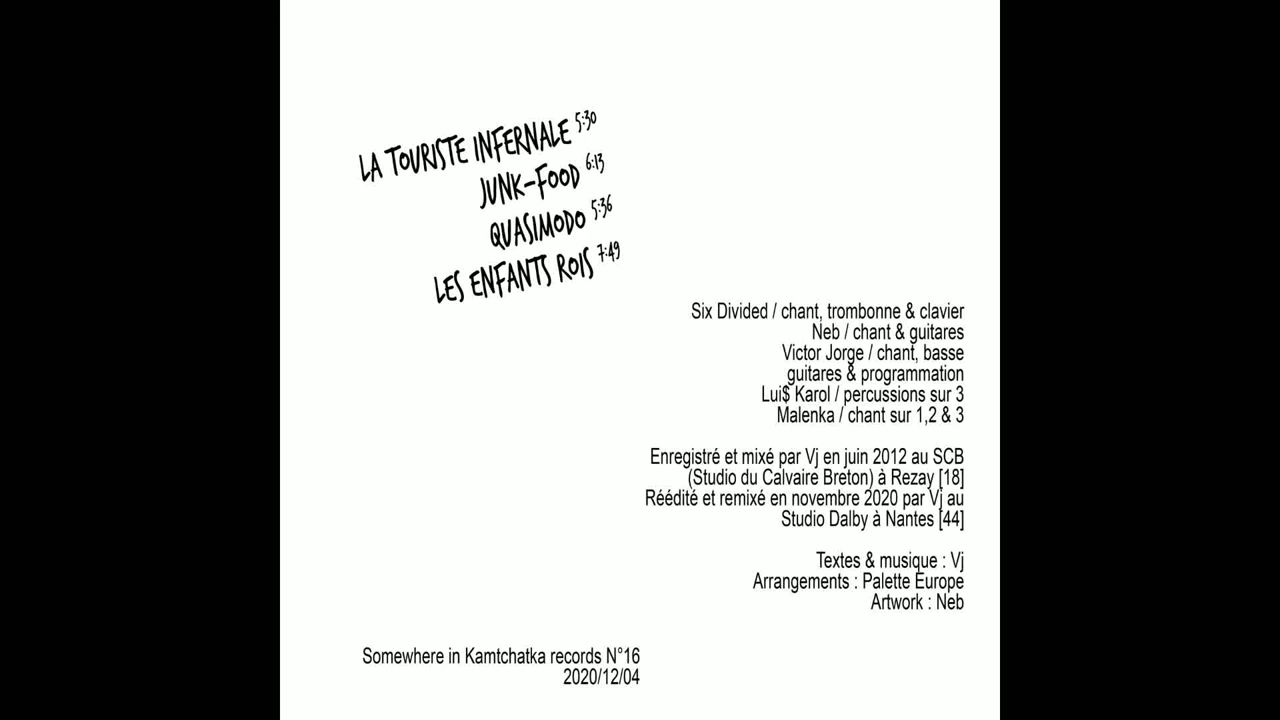 LA TOURISTE INFERNALE 5:30
JUNK-FOOD 6:13
QUASIMODO 5:36
LES ENFANTS ROIS 7:49
Six Divided / chant, trombonne & clavier
Neb / chant & guitares
Victor Jorge / chant, basse
guitares & programmation
Lui$ Karol / percussions sur 3
Malenka / chant sur 1,2 & 3
Enregistré et mixé par Vj en juin 2012 au SCB
(Studio du Calvaire Breton) à Rezay [18]
Réédité et remixé en novembre 2020 par Vj au
Studio Dalby à Nantes [44]
Textes & musique : Vj
Arrangements : Palette Europe
Artwork : Neb
Somewhere in Kamtchatka records N°16
2020/12/04